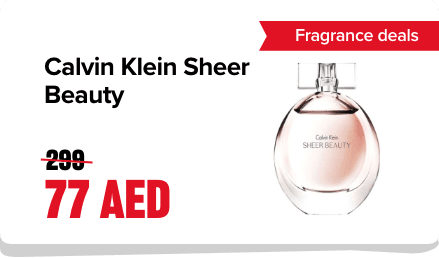 Fragrance deals
Calvin Klein Sheer
Beauty
299
77 AED
Calvin Klein
SHEER BEAUTY